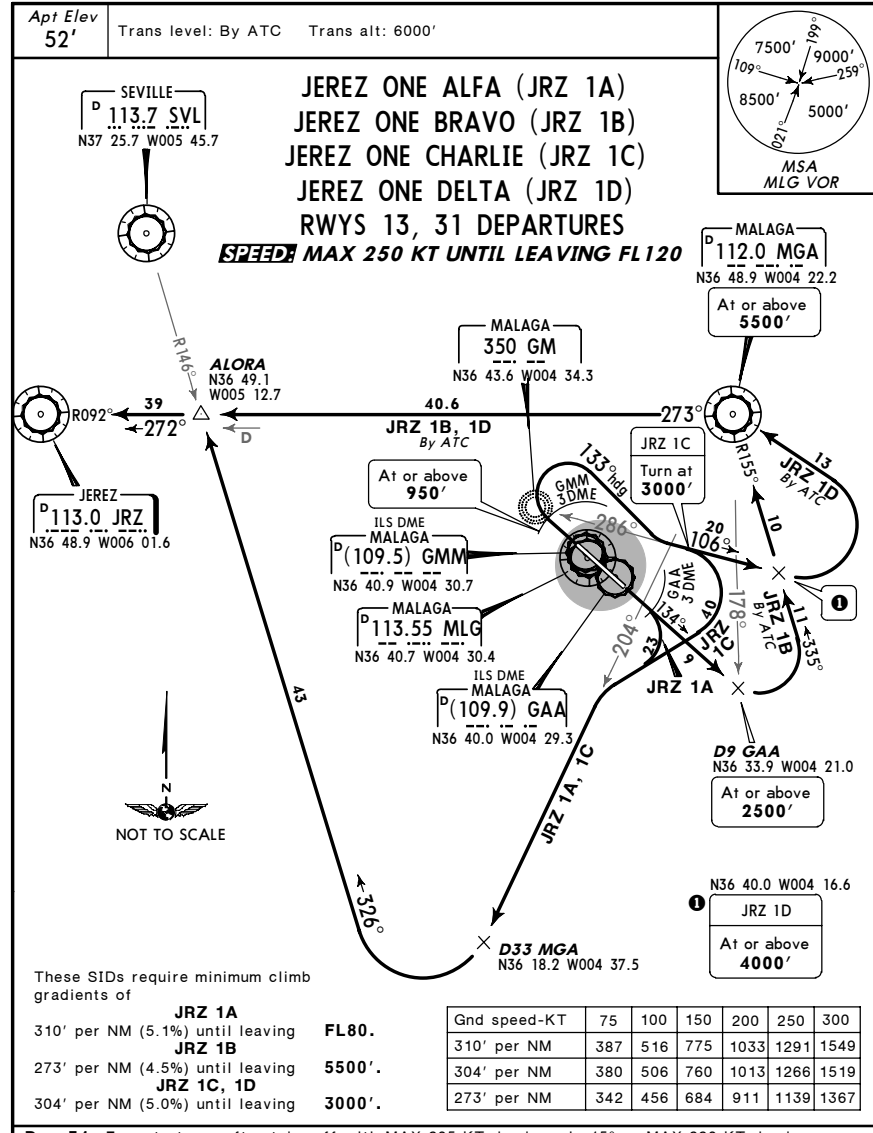 Apt Elev
52'
Trans level: By ATC Trans alt: 6000'
7500'
199°
9000'
109°
259°
8500'
5000'
021°
MSA
MLG VOR
JEREZ ONE ALFA (JRZ 1A)
JEREZ ONE BRAVO (JRZ 1B)
JEREZ ONE CHARLIE (JRZ 1C)
JEREZ ONE DELTA (JRZ 1D)
RWYS 13, 31 DEPARTURES
SPEED: MAX 250 KT UNTIL LEAVING FL120
SEVILLE
D 113.7 SVL
N37 25.7 W005 45.7
MALAGA
D 112.0 MGA
N36 48.9 W004 22.2
At or above
5500'
MALAGA
350 GM
N36 43.6 W004 34.3
R146°
ALORA
N36 49.1
W005 12.7
R092°
39
272°
D
40.6
273°
JRZ 1B, 1D
By ATC
JRZ 1C
Turn at
3000'
R155°
13
JRZ 1D
By ATC
10
At or above
950'
133° hdg
GMM
3 DME
286°
20
106°
JEREZ
D 113.0 JRZ
N36 48.9 W006 01.6
ILS DME
MALAGA
D (109.5) GMM
N36 40.9 W004 30.7
MALAGA
D 113.55 MLG
N36 40.7 W004 30.4
ILS DME
MALAGA
D (109.9) GAA
N36 40.0 W004 29.3
GAA
3 DME
134°
40
204°
23
9
JRZ
1C
JRZ 1A
178°
JRZ 1B
By ATC
11
335°
1
D9 GAA
N36 33.9 W004 21.0
At or above
2500'
43
JRZ 1A, 1C
N
NOT TO SCALE
326°
D33 MGA
N36 18.2 W004 37.5
N36 40.0 W004 16.6
1
JRZ 1D
At or above
4000'
These SIDs require minimum climb
gradients of
JRZ 1A
310' per NM (5.1%) until leaving FL80.
JRZ 1B
273' per NM (4.5%) until leaving 5500'.
JRZ 1C, 1D
304' per NM (5.0%) until leaving 3000'.
Gnd speed-KT 75 100 150 200 250 300
310' per NM 387 516 775 1033 1291 1549
304' per NM 380 506 760 1013 1266 1519
273' per NM 342 456 684 911 1139 1367